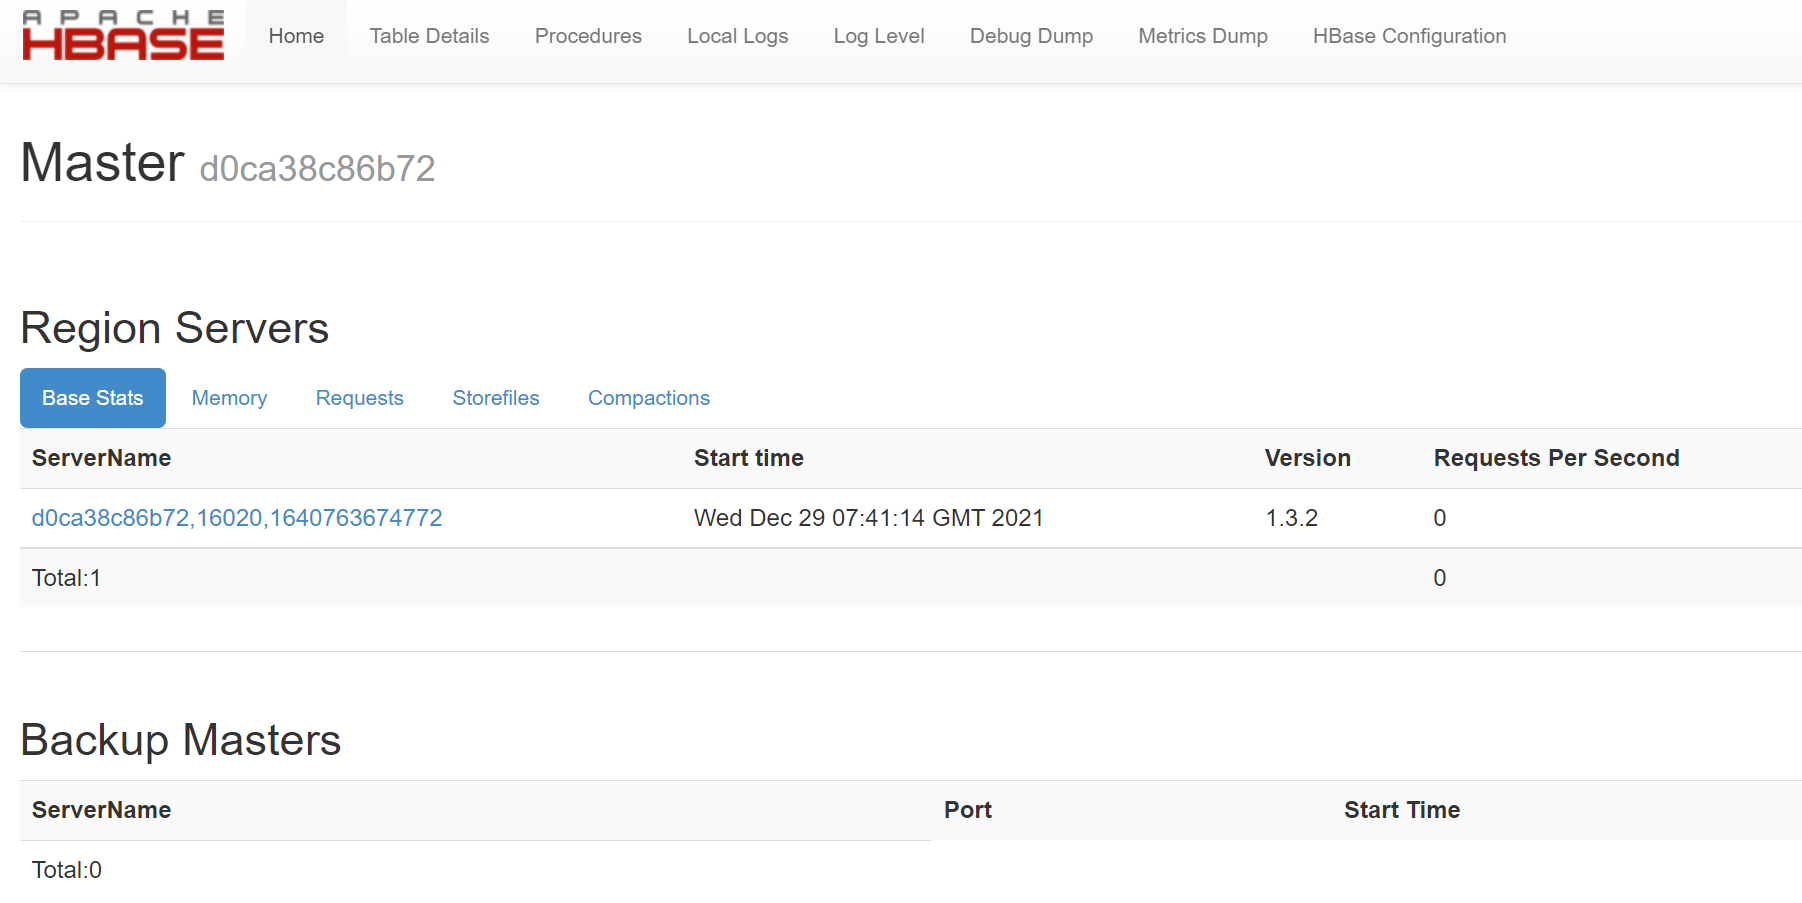 APACHE
HBASE
Home Table Details Procedures Local Logs Log Level Debug Dump Metrics Dump HBase Configuration
Master d0ca38c86b72
Region Servers
Base Stats Memory Requests Storefiles Compactions
ServerName Start time Version Requests Per Second
d0ca38c86b72,16020,1640763674772 Wed Dec 29 07:41:14 GMT 2021 1.3.2 0
Total:1 0
Backup Masters
ServerName Port Start Time
Total:0